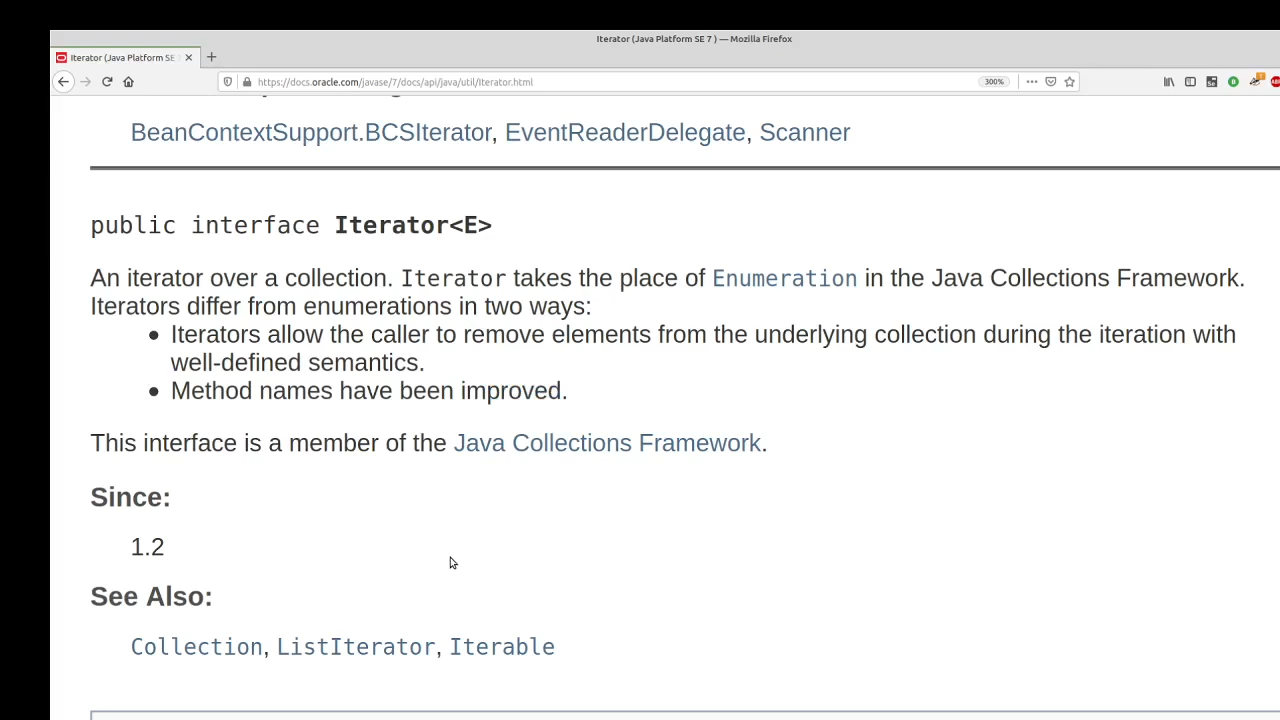 Iterator (Java Platform SE 7 ) — Mozilla Firefox
Iterator (Java Platform SE
https://docs.oracle.com/javase/7/docs/api/java/util/Iterator.html 300%
BeanContextSupport.BCSIterator, EventReaderDelegate, Scanner
public interface Iterator<E>
An iterator over a collection. Iterator takes the place of Enumeration in the Java Collections Framework.
Iterators differ from enumerations in two ways:
• Iterators allow the caller to remove elements from the underlying collection during the iteration with
well-defined semantics.
• Method names have been improved.
This interface is a member of the Java Collections Framework.
Since:
1.2
See Also:
Collection, ListIterator, Iterable